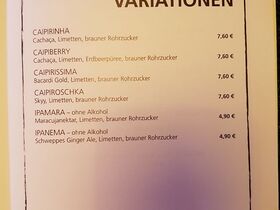 VARIATIONEN
CAIPIRINHA
Cachaça, Limetten, brauner Rohrzucker 7,60 €
CAIPIBERRY
Cachaça, Limetten, Erdbeerpüree, brauner Rohrzucker 7,60 €
CAIPIRISSIMA
Bacardi Gold, Limetten, brauner Rohrzucker 7,60 €
CAIPIROSCHKA
Skyy, Limetten, brauner Rohrzucker 7,60 €
IPAMARA – ohne Alkohol
Maracujanektar, Limetten, brauner Rohrzucker 4,90 €
IPANEMA – ohne Alkohol
Schweppes Ginger Ale, Limetten, brauner Rohrzucker 4,90 €